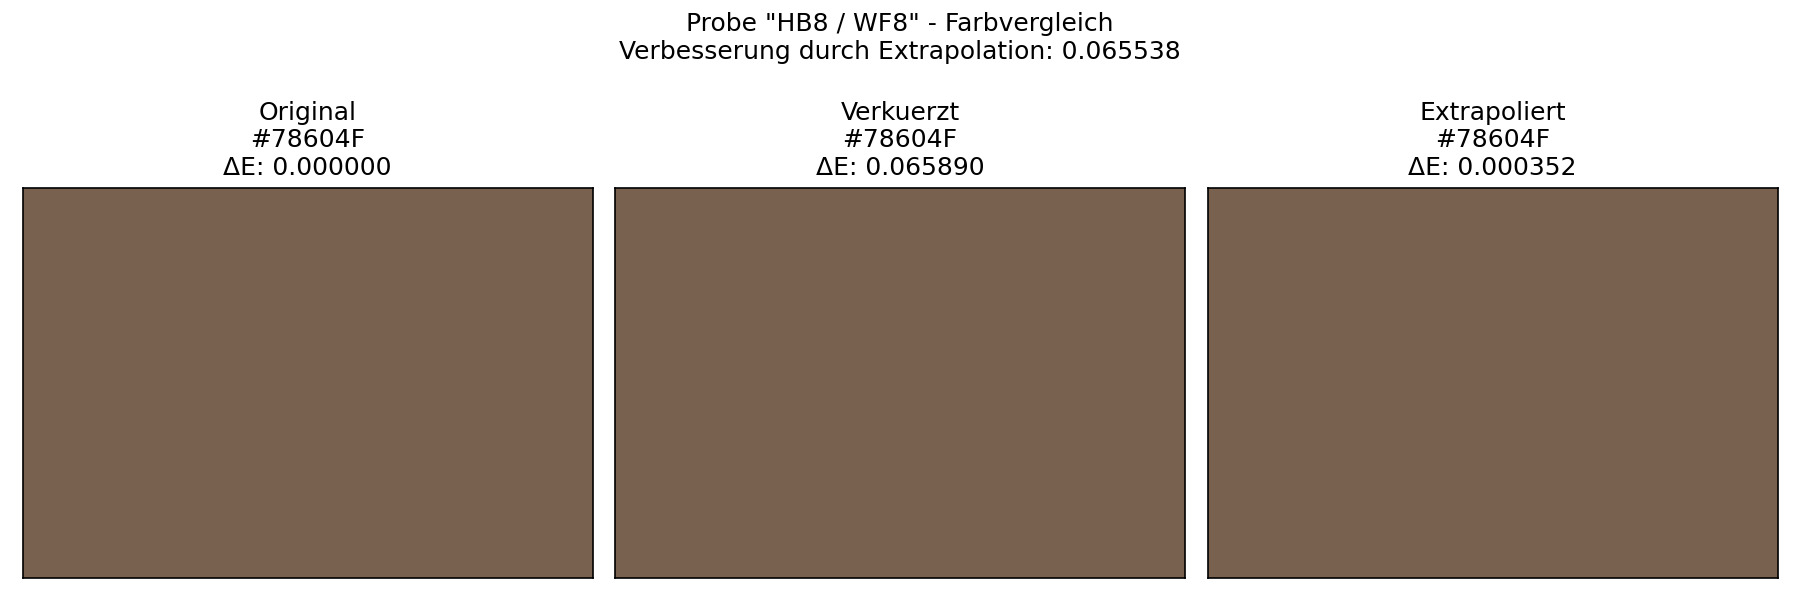 Probe "HB8 / WF8" - Farbvergleich
Verbesserung durch Extrapolation: 0.065538
Original
#78604F
ΔE: 0.000000
Verkuerzt
#78604F
ΔE: 0.065890
Extrapoliert
#78604F
ΔE: 0.000352